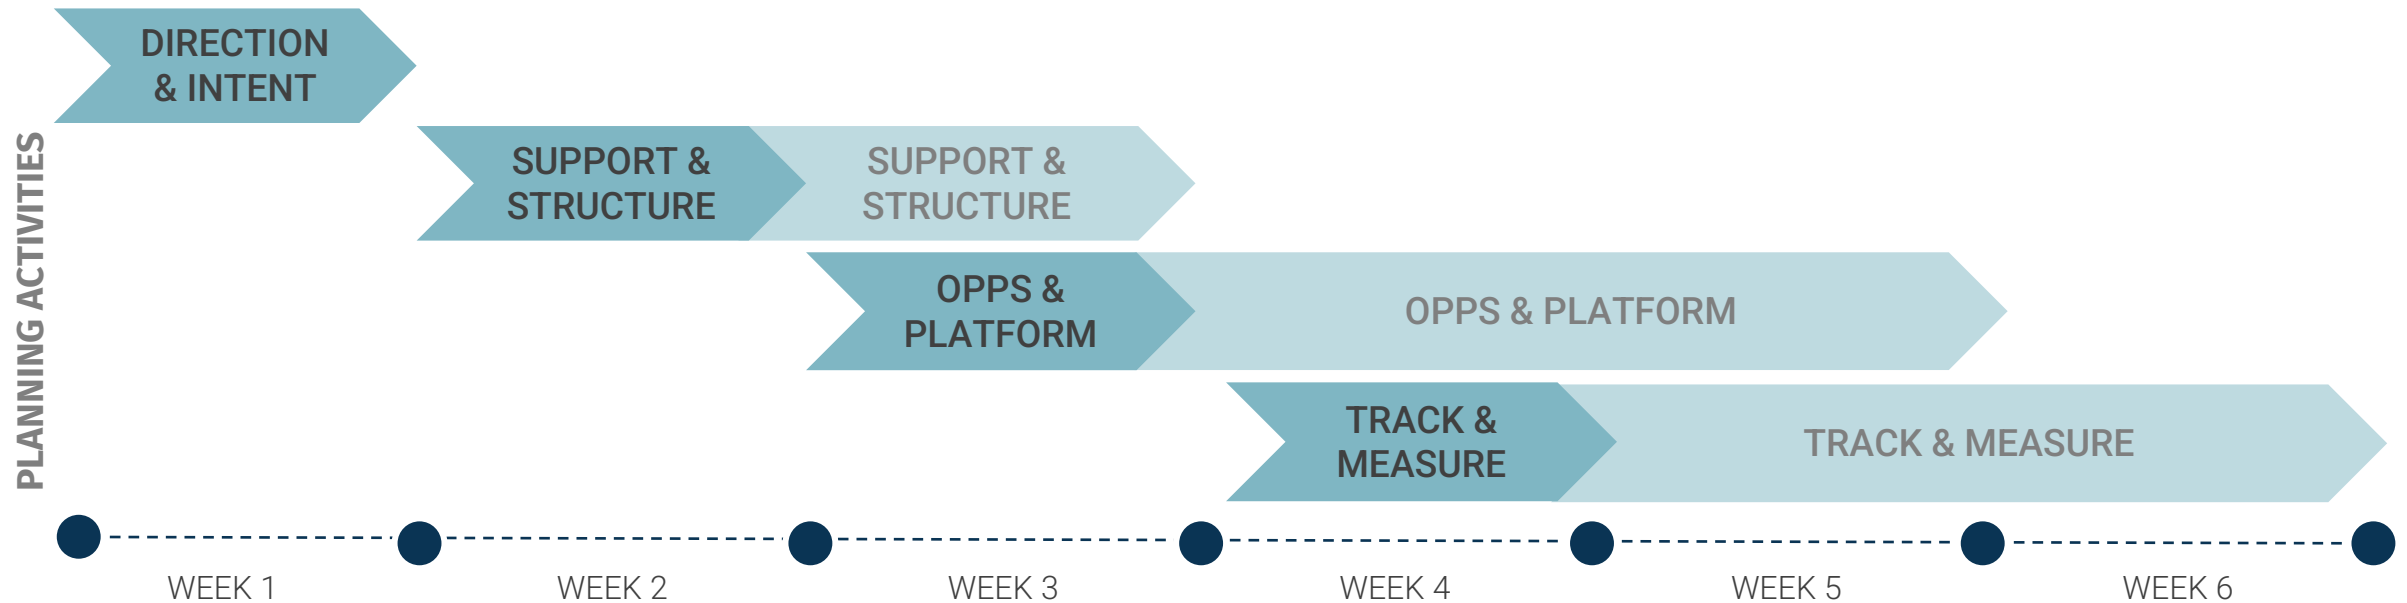 DIRECTION
& INTENT
PLANNING ACTIVITIES
SUPPORT &
STRUCTURE
SUPPORT &
STRUCTURE
OPPS &
PLATFORM
OPPS & PLATFORM
TRACK &
MEASURE
TRACK & MEASURE
WEEK 1
WEEK 2
WEEK 3
WEEK 4
WEEK 5
WEEK 6